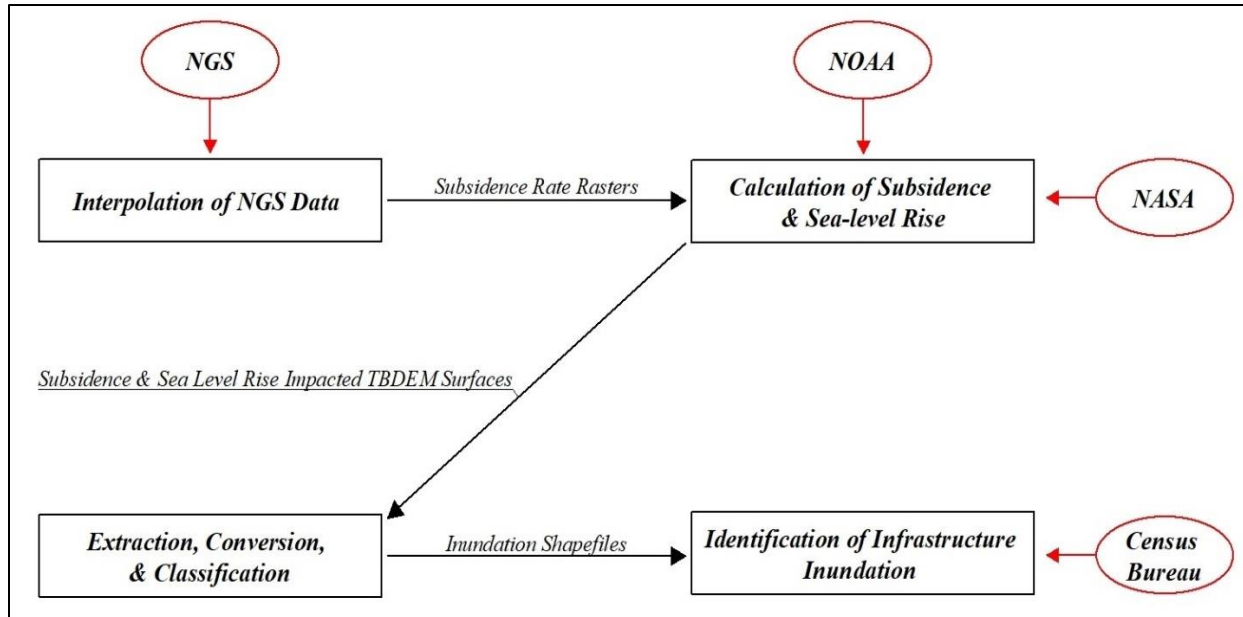 NGS
NOAA
Interpolation of NGS Data
Subsidence Rate Rasters
Calculation of Subsidence
& Sea-level Rise
NASA
Subsidence & Sea Level Rise Impacted TBDEM Surfaces
Extraction, Conversion,
& Classification
Inundation Shapefiles
Identification of Infrastructure
Inundation
Census
Bureau